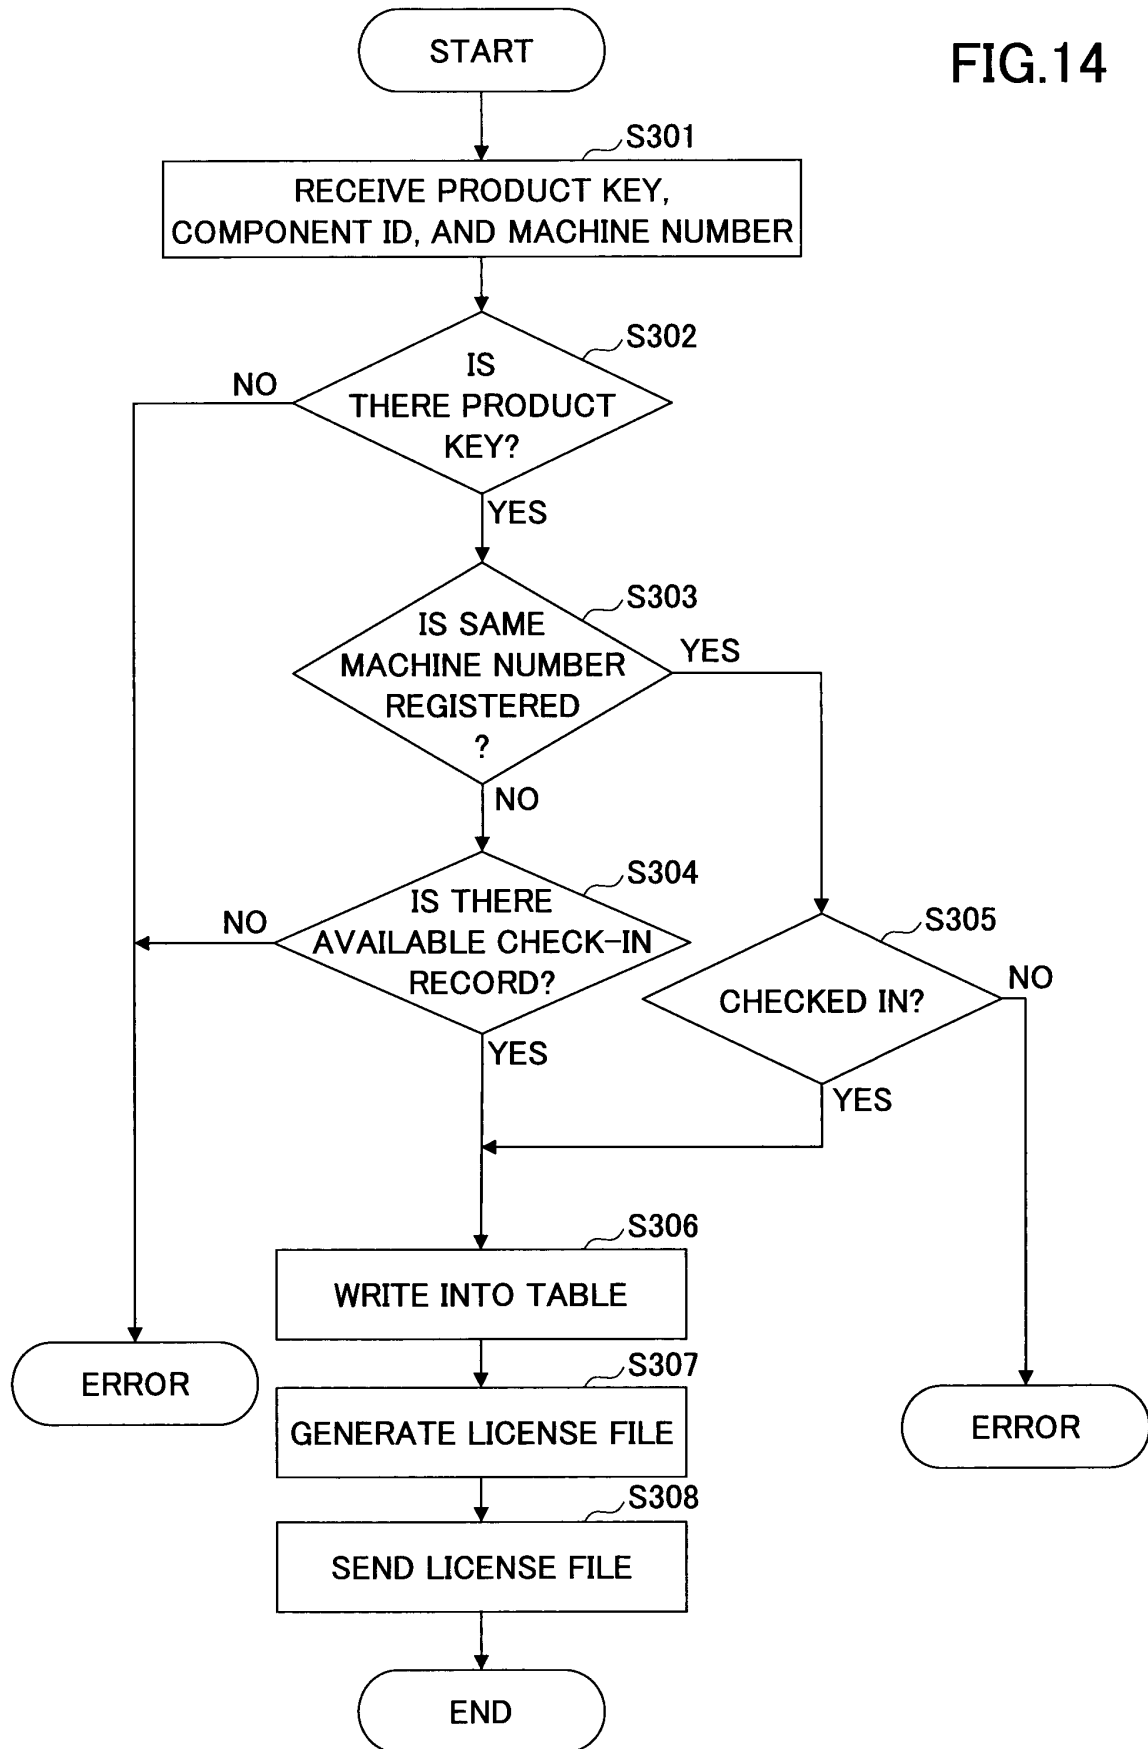 START
FIG.14
S301
RECEIVE PRODUCT KEY,
COMPONENT ID, AND MACHINE NUMBER
S302
IS
THERE PRODUCT
KEY?
NO
YES
S303
IS SAME
MACHINE NUMBER
REGISTERED
?
YES
NO
S304
IS THERE
AVAILABLE CHECK-IN
RECORD?
NO
YES
S305
CHECKED IN?
NO
YES
S306
WRITE INTO TABLE
ERROR
S307
GENERATE LICENSE FILE
ERROR
S308
SEND LICENSE FILE
END